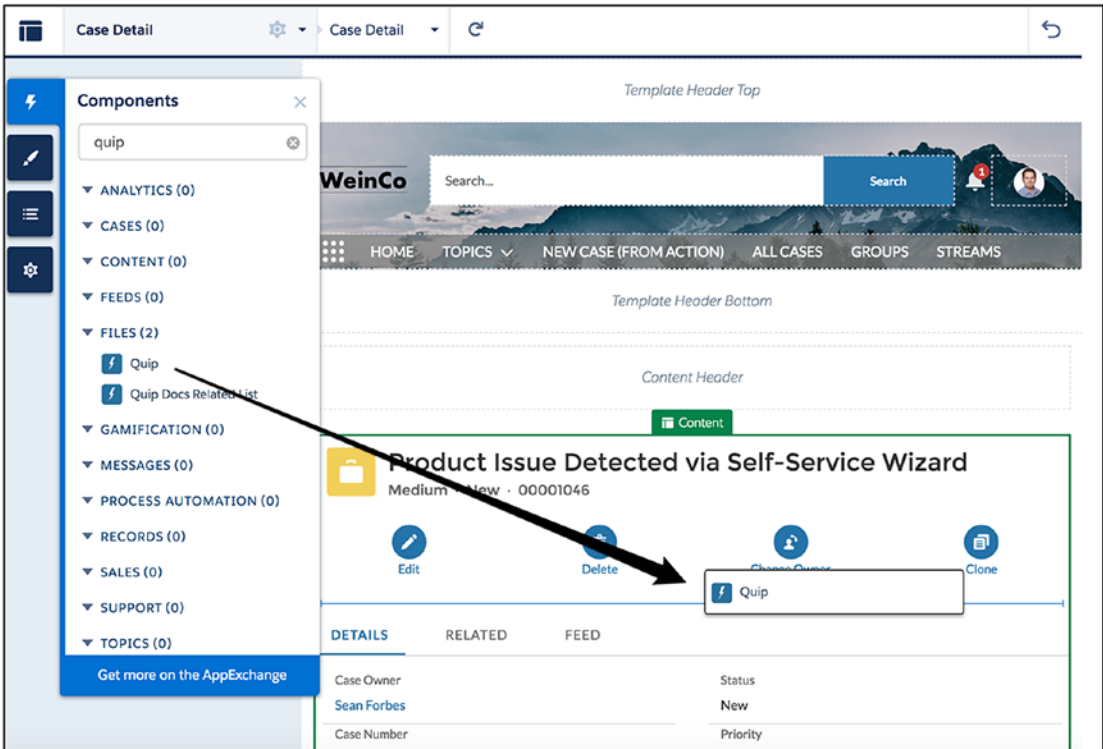 Case Detail
Case Detail
Components
quip
ANALYTICS (0)
CASES (0)
CONTENT (0)
FEEDS (0)
FILES (2)
Quip
Quip Docs Related List
GAMIFICATION (0)
MESSAGES (0)
PROCESS AUTOMATION (0)
RECORDS (0)
SALES (0)
SUPPORT (0)
TOPICS (0)
Get more on the AppExchange
Template Header Top
WeinCo
Search...
Search
1
HOME TOPICS NEW CASE (FROM ACTION) ALL CASES GROUPS STREAMS
Template Header Bottom
Content Header
Content
Product Issue Detected via Self-Service Wizard
Medium · New · 00001046
Edit Delete Change Owner Clone
Quip
DETAILS RELATED FEED
Case Owner Status
Sean Forbes New
Case Number Priority